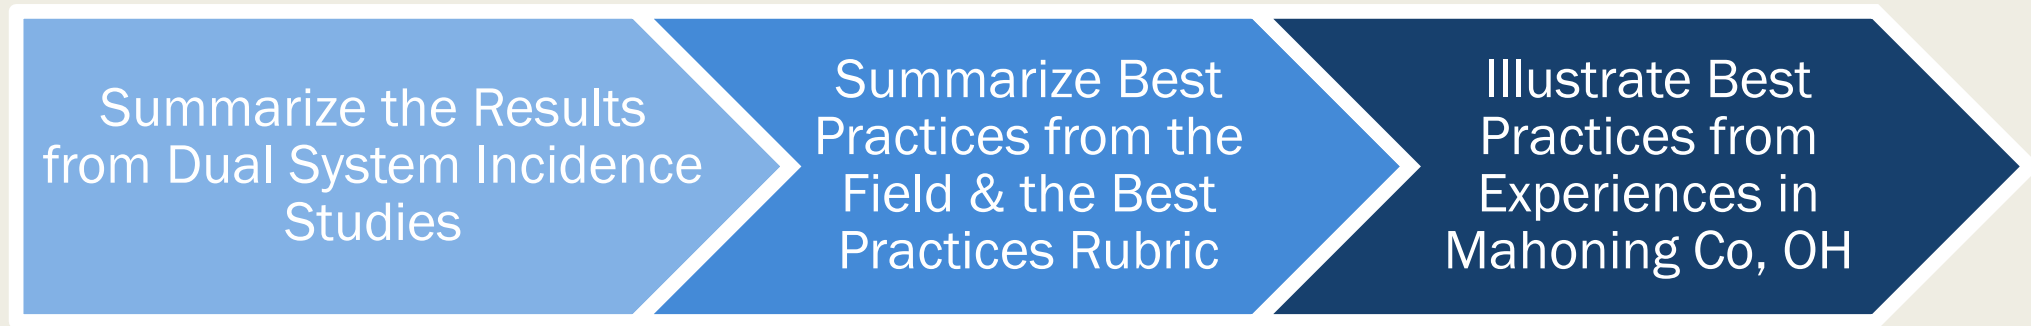 Summarize the Results
from Dual System Incidence
Studies
Summarize Best
Practices from the
Field & the Best
Practices Rubric
Illustrate Best
Practices from
Experiences in
Mahoning Co, OH